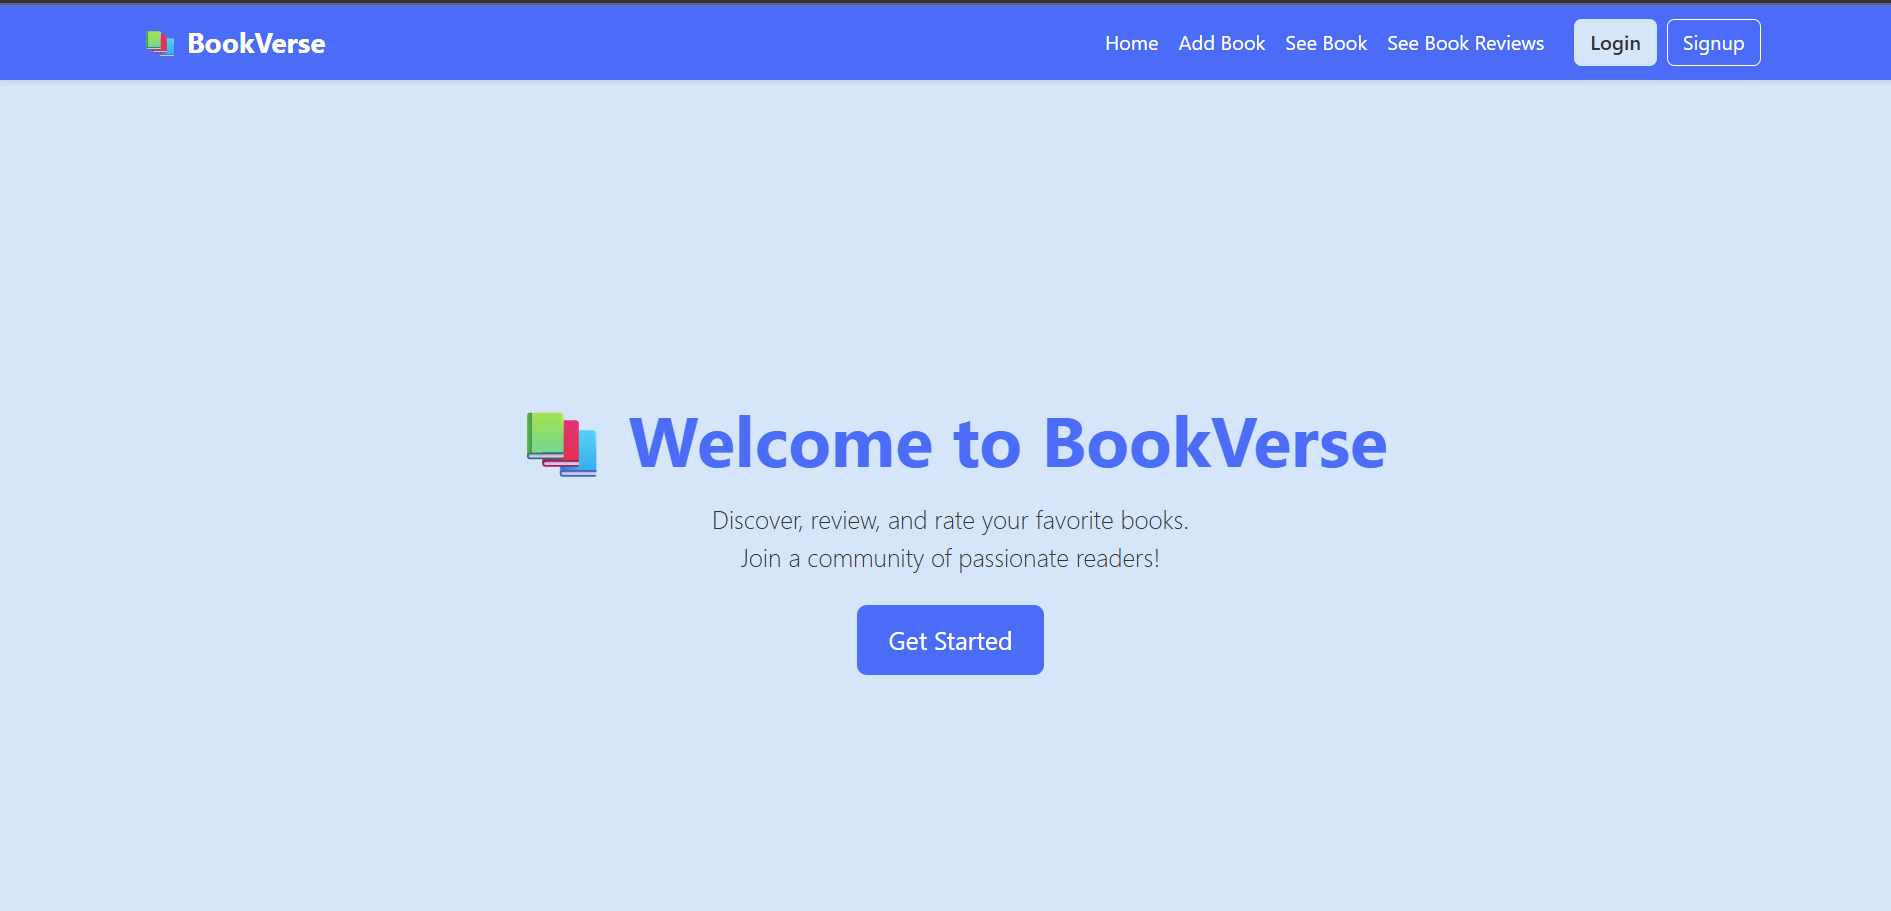 BookVerse
Home Add Book See Book See Book Reviews Login Signup
Welcome to BookVerse
Discover, review, and rate your favorite books.
Join a community of passionate readers!
Get Started